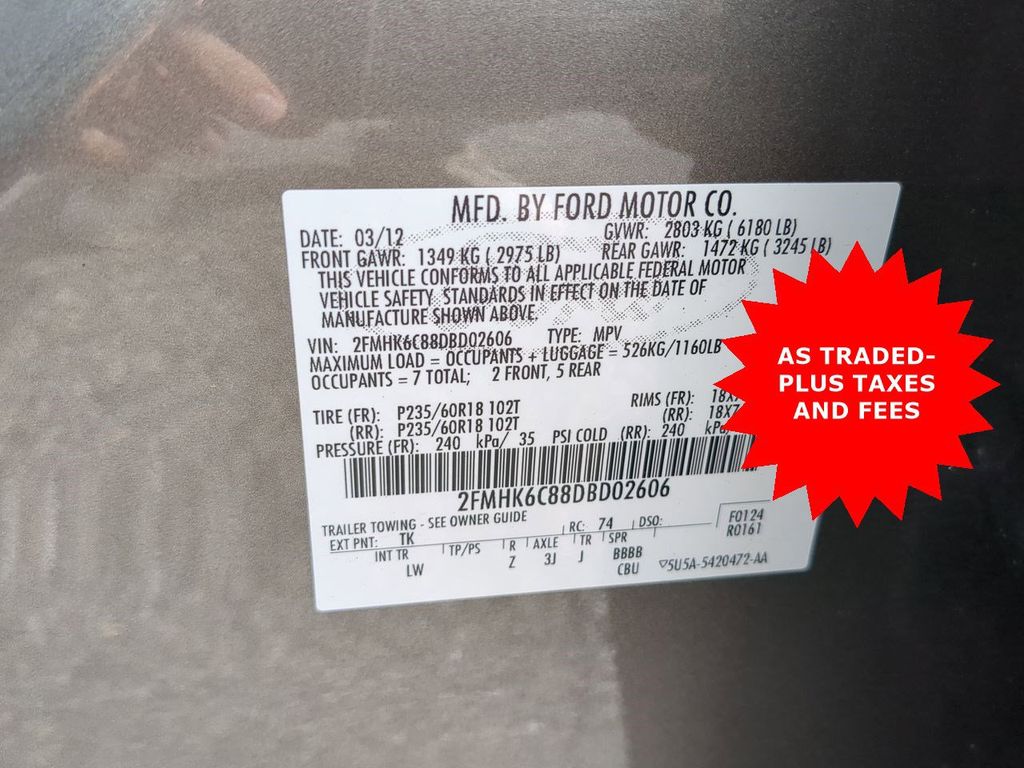 MFD. BY FORD MOTOR CO.
DATE: 03/12 GVWR: 2803 KG ( 6180 LB)
FRONT GAWR: 1349 KG ( 2975 LB) REAR GAWR: 1472 KG ( 3245 LB)
THIS VEHICLE CONFORMS TO ALL APPLICABLE FEDERAL MOTOR
VEHICLE SAFETY STANDARDS IN EFFECT ON THE DATE OF
MANUFACTURE SHOWN ABOVE.
VIN: 2FMHK6C88DBD02606 TYPE: MPV
MAXIMUM LOAD = OCCUPANTS + LUGGAGE = 526KG/1160LB
OCCUPANTS = 7 TOTAL; 2 FRONT, 5 REAR
TIRE (FR): P235/60R18 102T RIMS (FR):
(RR): P235/60R18 102T (RR):
PRESSURE (FR): 240 kPa/ 35 PSI COLD (RR): 240
2FMHK6C88DBD02606
TRAILER TOWING - SEE OWNER GUIDE
EXT PNT: TK RC: 74 DSO: F0124
INT TR TP/PS R AXLE TR SPR R0161
LW Z 3J J BBBB
CBU ▽5U5A-5420472-AA
AS TRADED-
PLUS TAXES
AND FEES